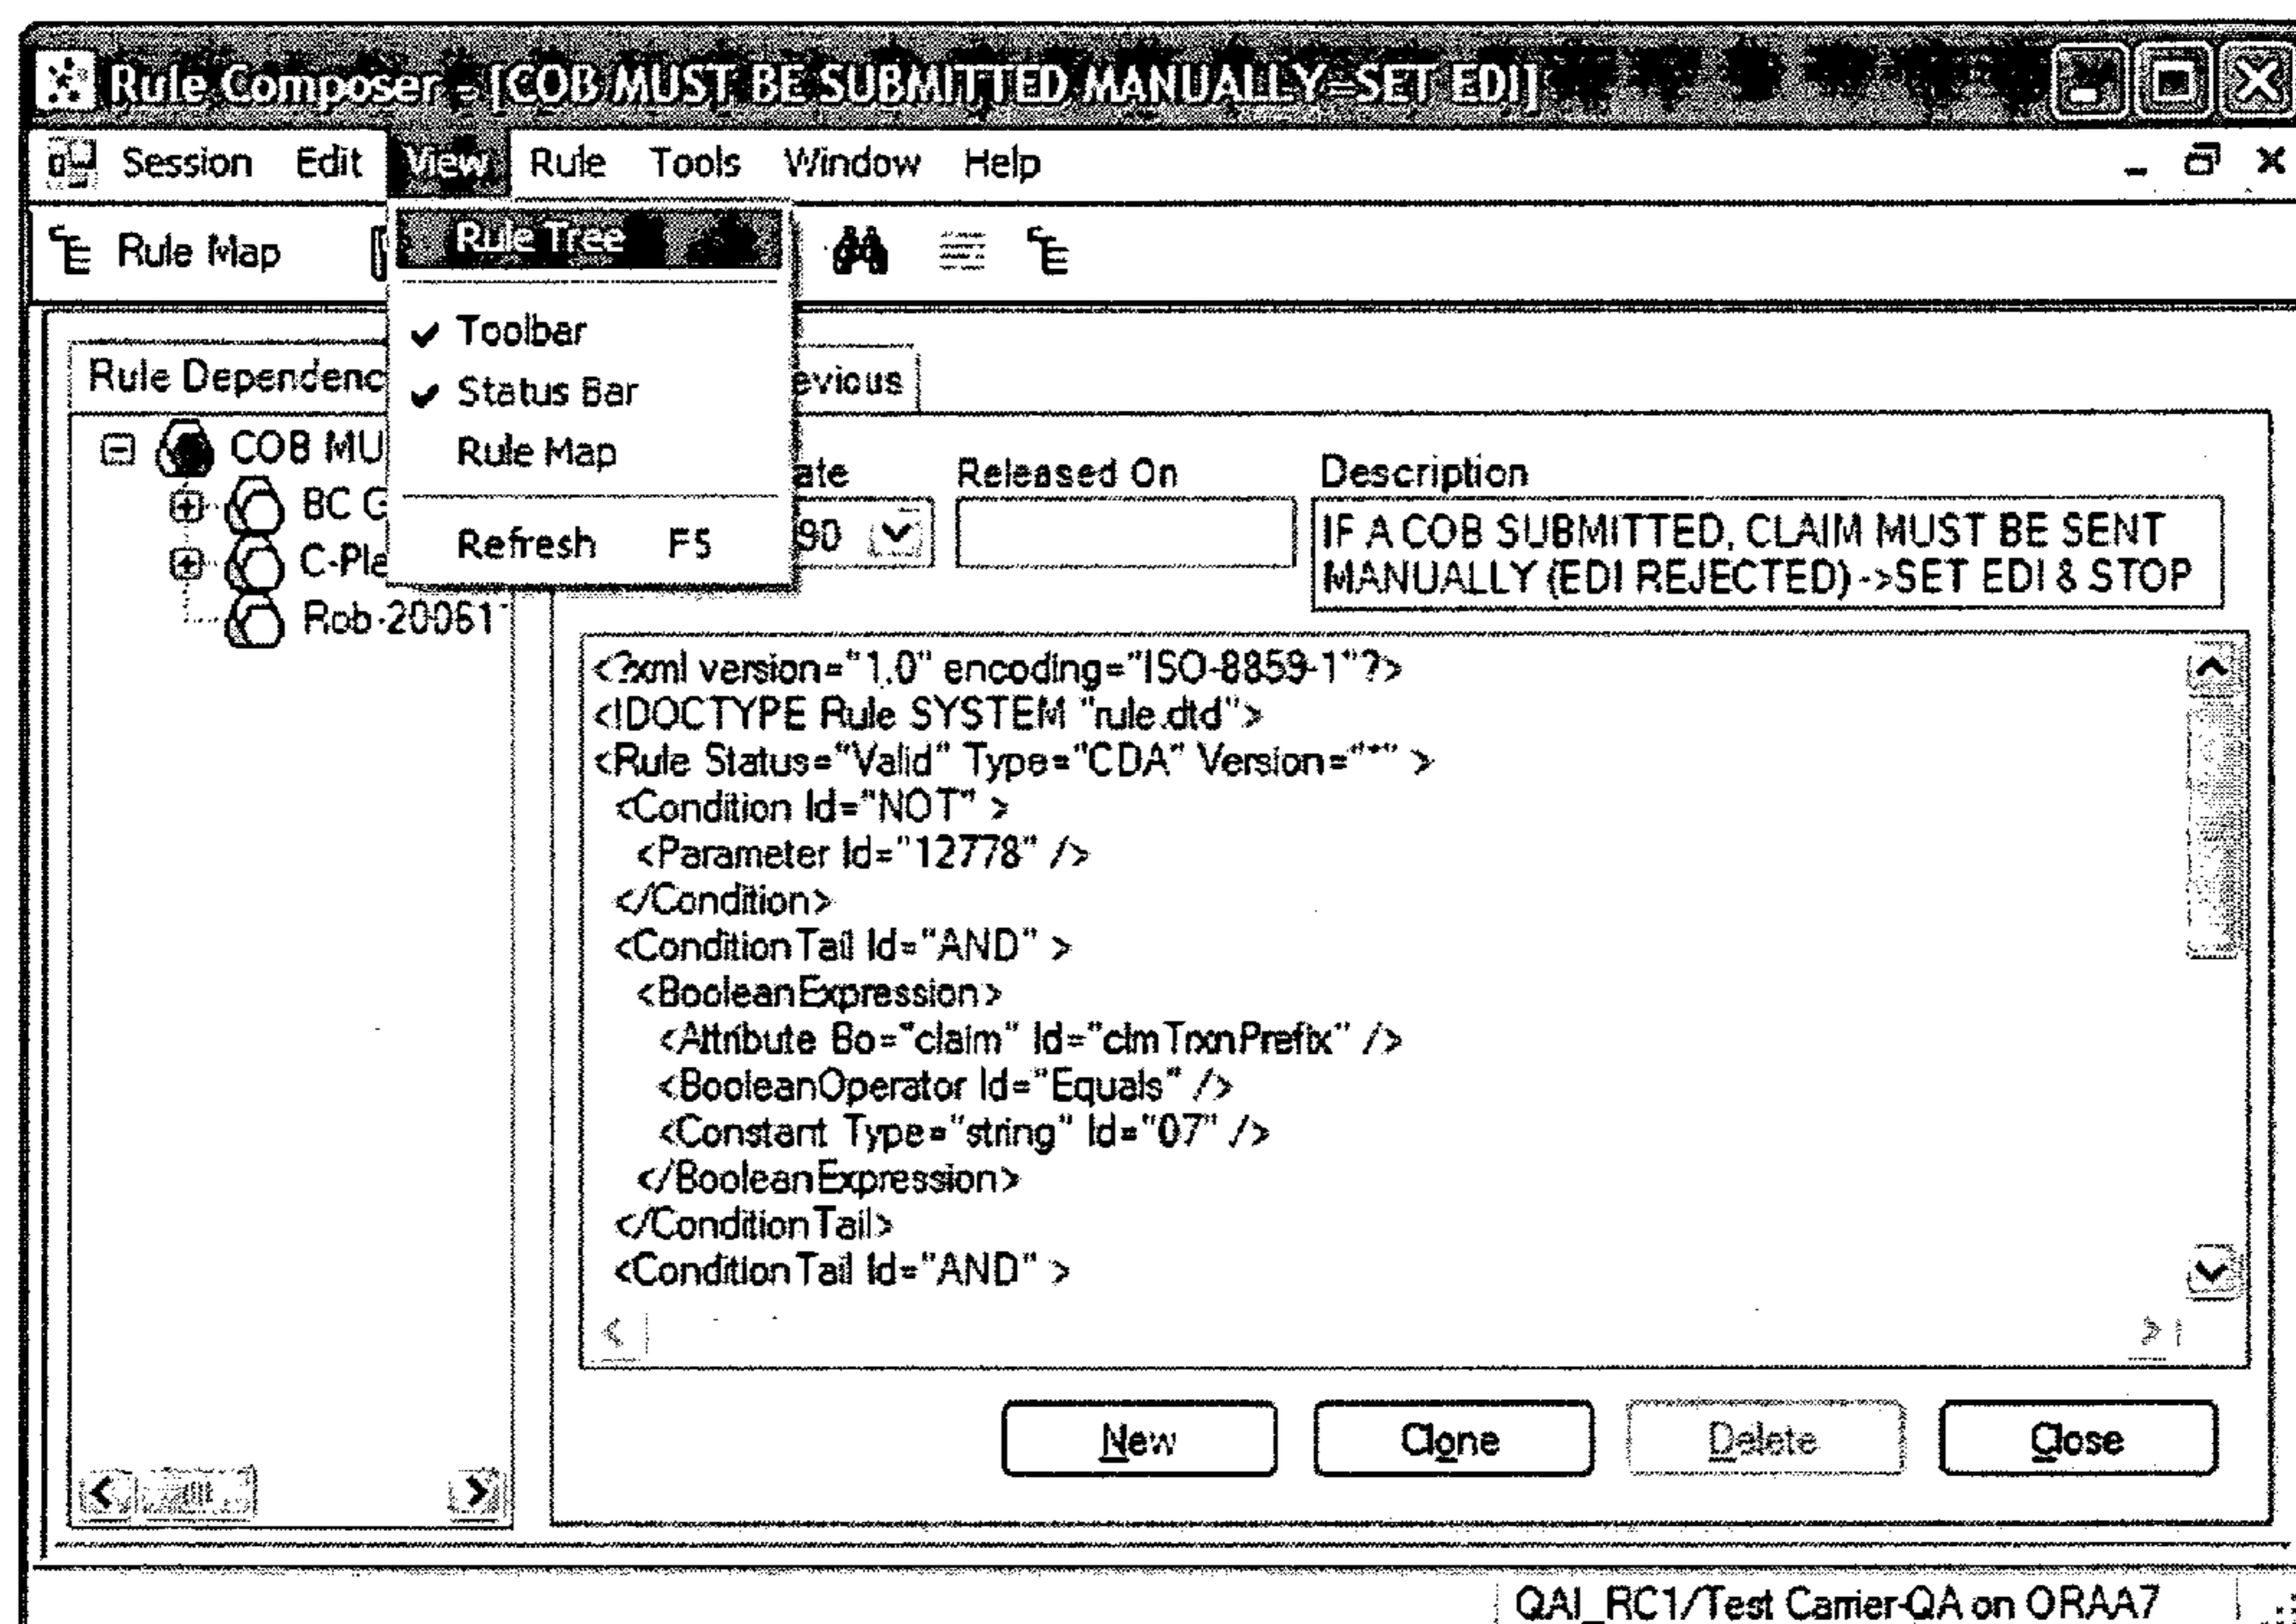 Rule Composer - [COB MUST BE SUBMITTED MANUALLY-SET EDI]
Session Edit View Rule Tools Window Help
Rule Map
Rule Tree
Toolbar
Status Bar
Rule Map
Refresh F5
Rule Dependenc
evious
COB MU
BC G
C-Pla
Rob-20061
ate Released On Description
90
IF A COB SUBMITTED, CLAIM MUST BE SENT
MANUALLY (EDI REJECTED) ->SET EDI & STOP
<?xml version="1.0" encoding="ISO-8859-1"?>
<!DOCTYPE Rule SYSTEM "rule.dtd">
<Rule Status="Valid" Type="CDA" Version="*" >
<Condition Id="NOT" >
<Parameter Id="12778" />
</Condition>
<ConditionTail Id="AND" >
<BooleanExpression>
<Attribute Bo="claim" Id="clmTrxnPrefix" />
<BooleanOperator Id="Equals" />
<Constant Type="string" Id="07" />
</BooleanExpression>
</ConditionTail>
<ConditionTail Id="AND" >
New Clone Delete Close
QAI_RC1/Test Carrier-QA on ORAA7